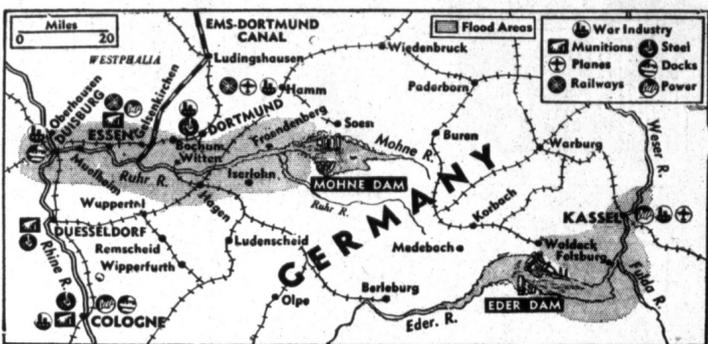 Miles
0 20
EMS-DORTMUND
CANAL
WESTPHALIA
Ludingshausen
Wiedenbruck
Flood Areas
War Industry
Munitions
Steel
Planes
Docks
Railways
Power
Oberhausen
DUISBURG
ESSEN
Gelsenkirchen
Hamm
Paderborn
DORTMUND
Soest
Bochum
Witten
Froendenberg
Mohne R.
Buren
Warburg
Weser R.
Muelheim
Ruhr R.
Iserlohn
MOHNE DAM
Hagen
Ruhr R.
GERMANY
Wuppertal
Korbach
KASSEL
DUESSELDORF
Remscheid
Ludenscheid
Medebach
Waldeck
Felsburg
Wipperfurth
Rhine R.
Berleburg
Fulda R.
Olpe
EDER DAM
COLOGNE
Eder. R.